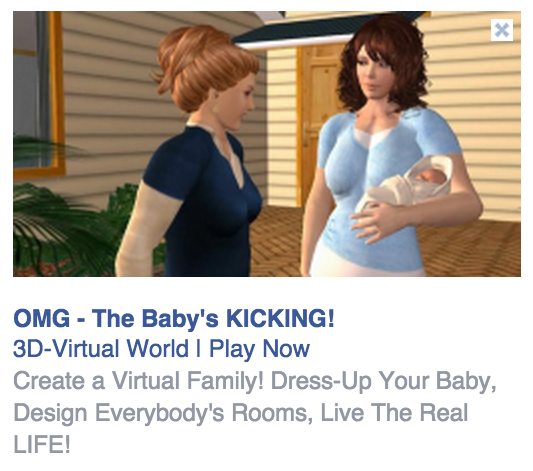 OMG - The Baby's KICKING!
3D-Virtual World | Play Now
Create a Virtual Family! Dress-Up Your Baby,
Design Everybody's Rooms, Live The Real
LIFE!